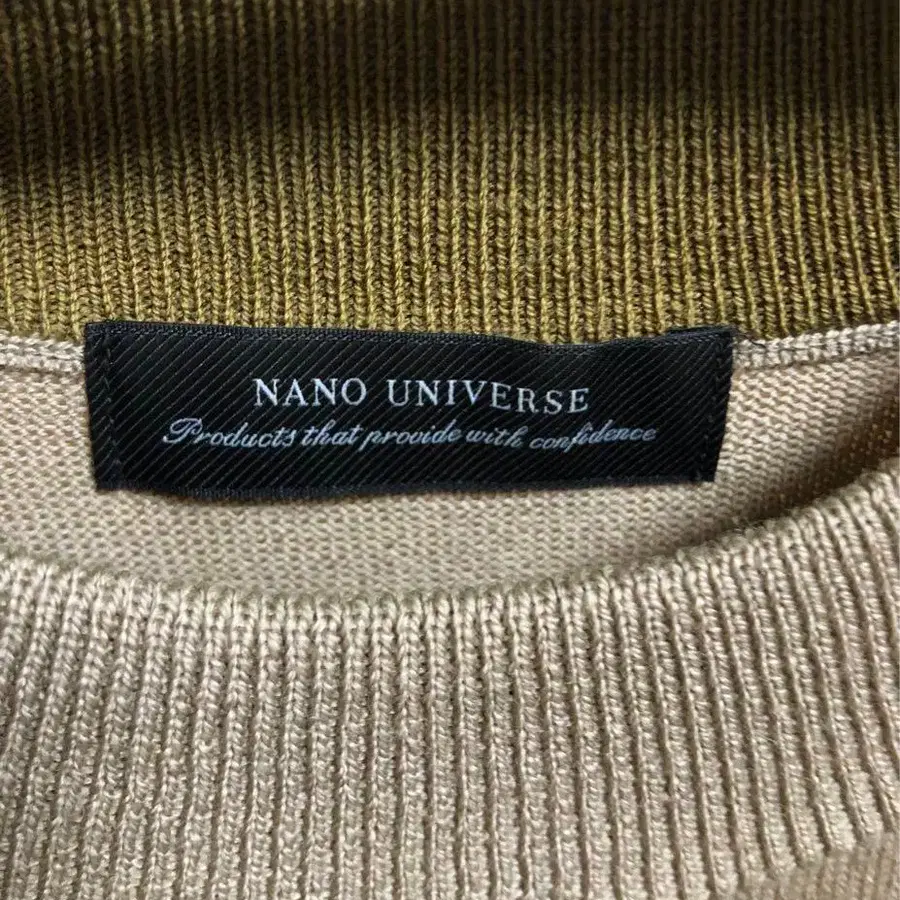 NANO UNIVERSE
Products that provide with confidence